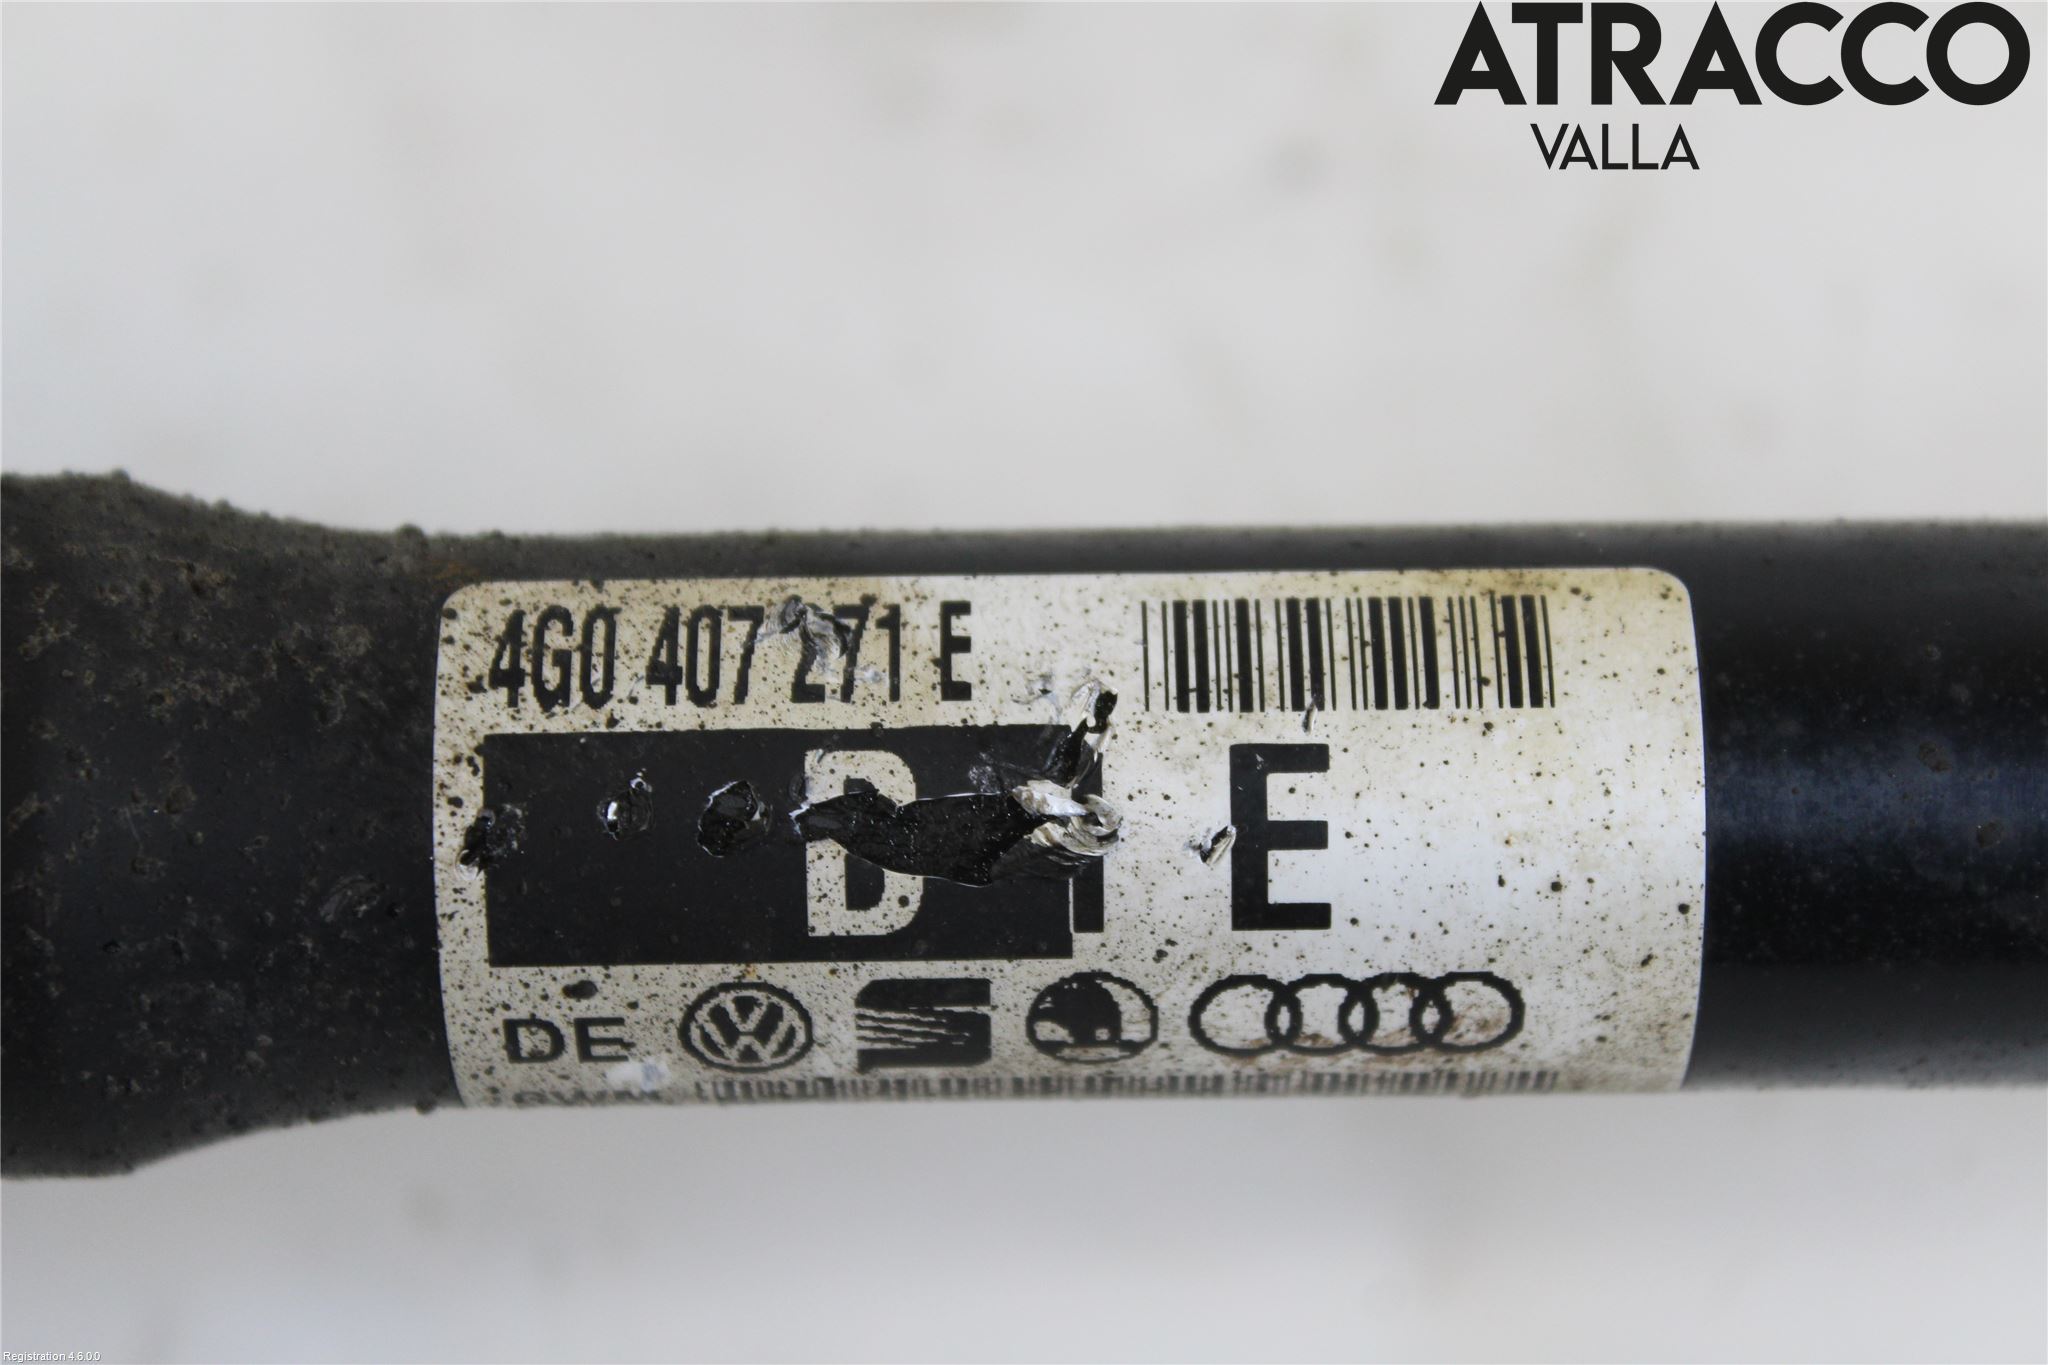 ATRACCO
VALLA
4G0 407 271 E
E
DE
Registration 4.6.0.0